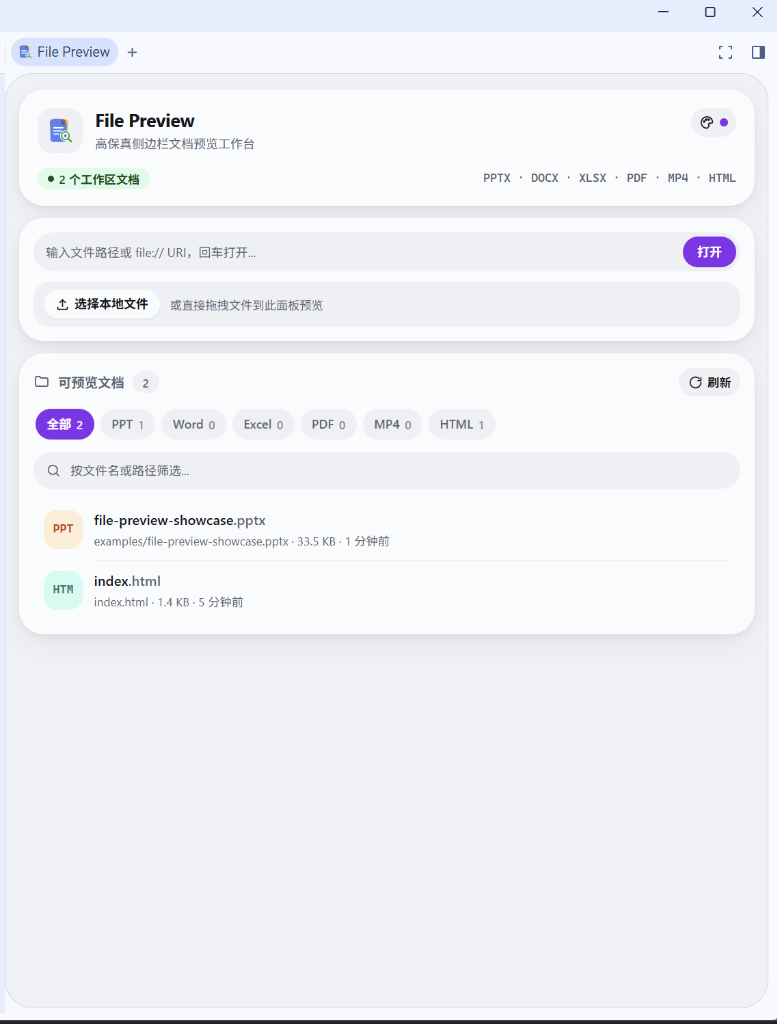 File Preview
File Preview
高保真侧边栏文档预览工作台
2 个工作区文档
PPTX · DOCX · XLSX · PDF · MP4 · HTML
输入文件路径或 file:// URI，回车打开...
打开
选择本地文件
或直接拖拽文件到此面板预览
可预览文档 2
刷新
全部 2 PPT 1 Word 0 Excel 0 PDF 0 MP4 0 HTML 1
按文件名或路径筛选...
PPT
file-preview-showcase.pptx
examples/file-preview-showcase.pptx · 33.5 KB · 1 分钟前
HTM
index.html
index.html · 1.4 KB · 5 分钟前